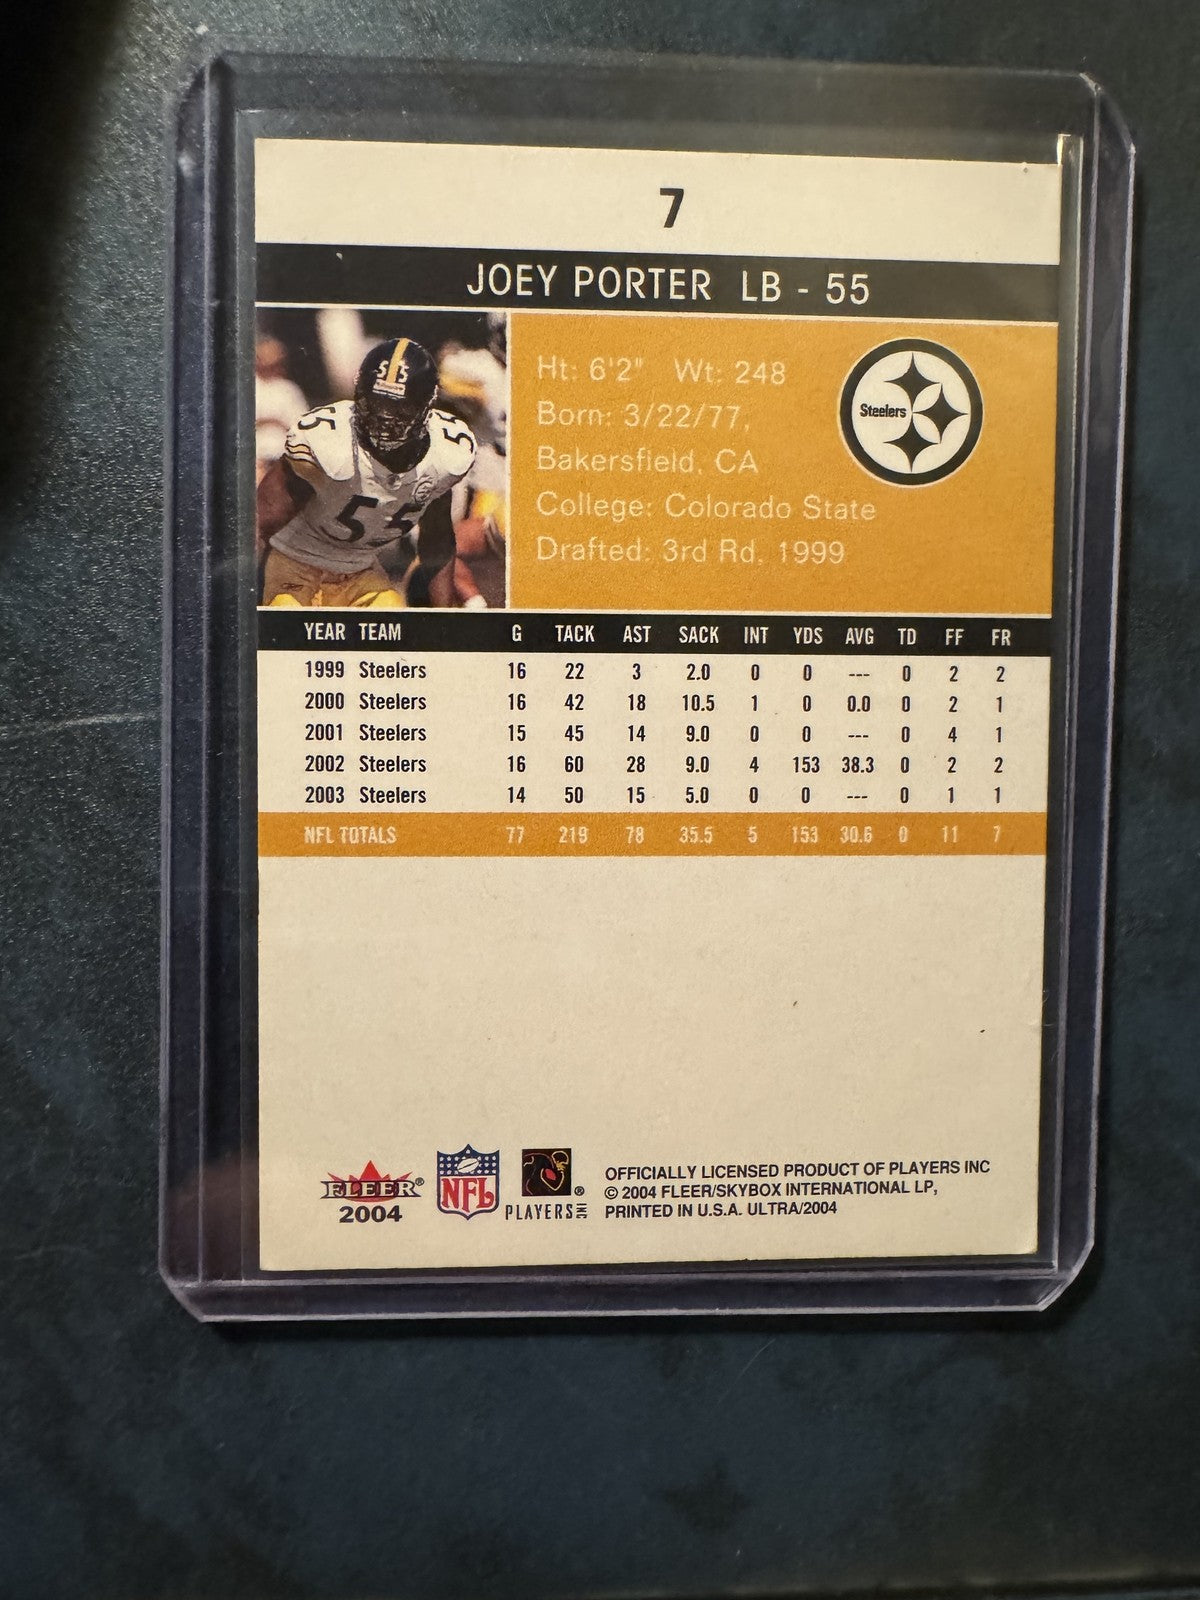 7
JOEY PORTER LB - 55
Ht: 6'2" Wt: 248
Born: 3/22/77,
Bakersfield, CA
College: Colorado State
Drafted: 3rd Rd, 1999
Steelers
55
55
55
55
YEAR TEAM G TACK AST SACK INT YDS AVG TD FF FR
1999 Steelers 16 22 3 2.0 0 0 --- 0 2 2
2000 Steelers 16 42 18 10.5 1 0 0.0 0 2 1
2001 Steelers 15 45 14 9.0 0 0 --- 0 4 1
2002 Steelers 16 60 28 9.0 4 153 38.3 0 2 2
2003 Steelers 14 50 15 5.0 0 0 --- 0 1 1
NFL TOTALS 77 219 78 35.5 5 153 30.6 0 11 7
FLEER®
2004
NFL
®
PLAYERS INC
OFFICIALLY LICENSED PRODUCT OF PLAYERS INC
© 2004 FLEER/SKYBOX INTERNATIONAL LP,
PRINTED IN U.S.A. ULTRA/2004